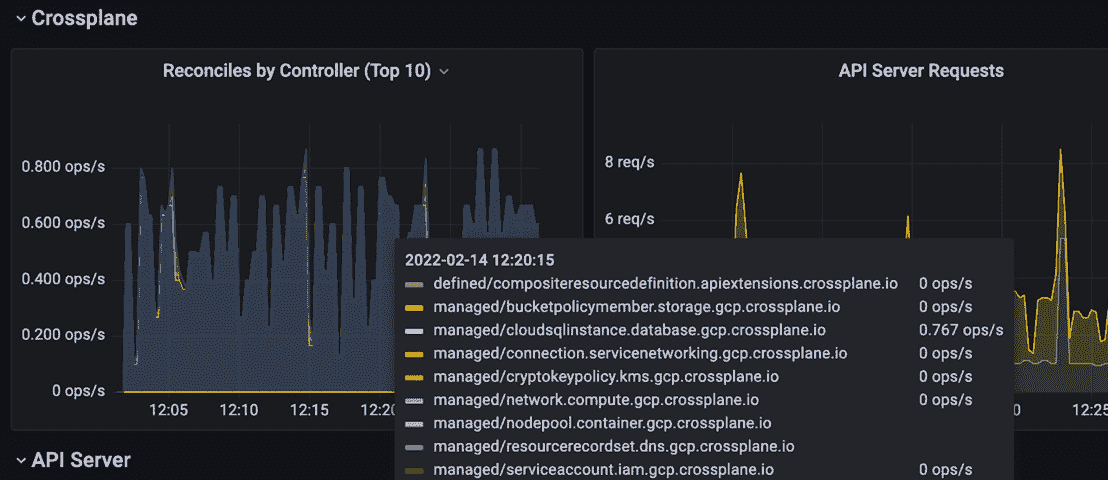 Crossplane
Reconciles by Controller (Top 10)
0.800 ops/s
0.600 ops/s
0.400 ops/s
0.200 ops/s
0 ops/s
12:05 12:10 12:15 12:20
API Server Requests
8 req/s
6 req/s
0 12:25
2022-02-14 12:20:15
defined/compositeresourcedefinition.apiextensions.crossplane.io 0 ops/s
managed/bucketpolicymember.storage.gcp.crossplane.io 0 ops/s
managed/cloudsqlinstance.database.gcp.crossplane.io 0.767 ops/s
managed/connection.servicenetworking.gcp.crossplane.io 0 ops/s
managed/cryptokeypolicy.kms.gcp.crossplane.io 0 ops/s
managed/network.compute.gcp.crossplane.io 0 ops/s
managed/nodepool.container.gcp.crossplane.io
managed/resourcerecordset.dns.gcp.crossplane.io
managed/serviceaccount.iam.gcp.crossplane.io 0 ops/s
API Server